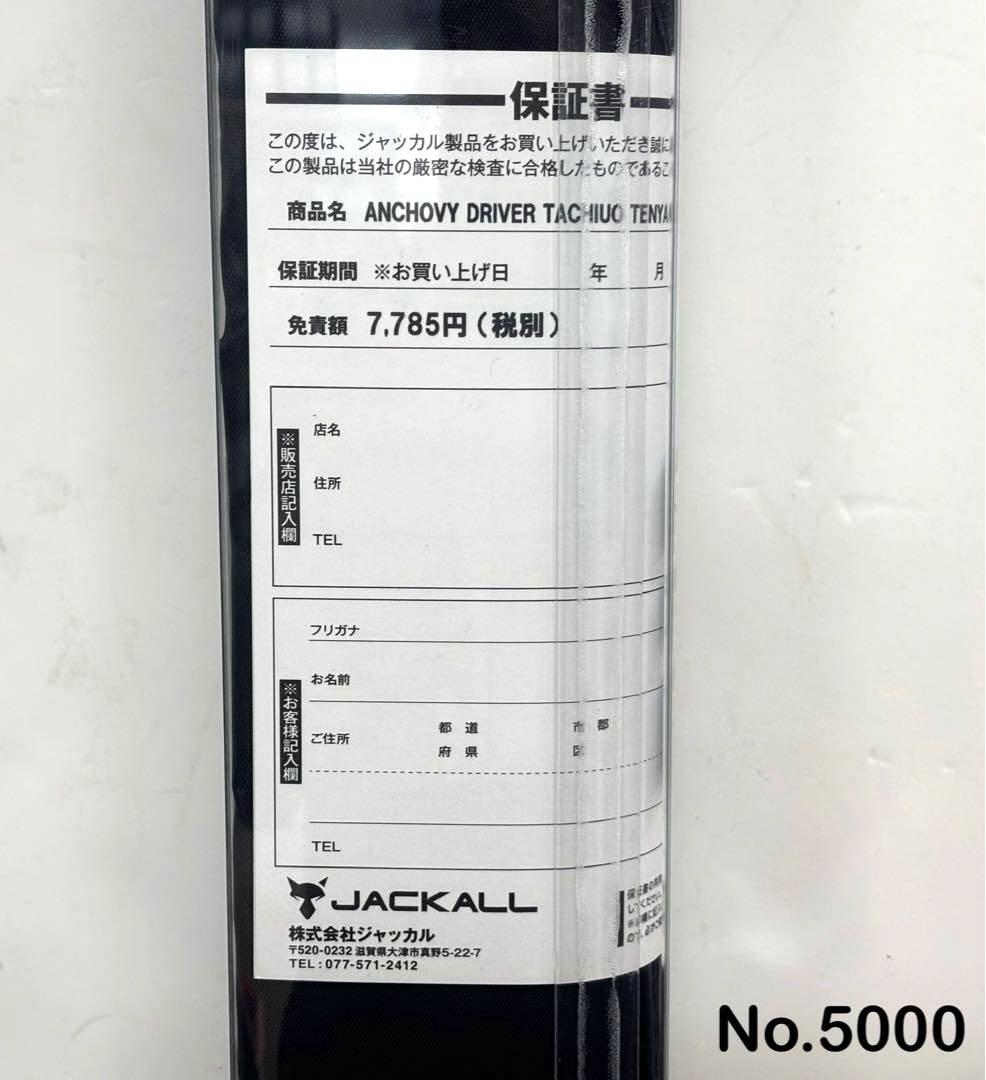 保証書
この度は、ジャッカル製品をお買い上げいただき誠に
この製品は当社の厳密な検査に合格したものであるこ
商品名 ANCHOVY DRIVER TACHIUO TENYA
保証期間 ※お買い上げ日 年 月
免責額 7,785円(税別)
※販売店記入欄
店名
住所
TEL
※お客様記入欄
フリガナ
お名前
ご住所 都 道 市 郡
府 県 区
TEL
JACKALL
株式会社ジャッカル
〒520-0232 滋賀県大津市真野5-22-7
TEL:077-571-2412
No.5000